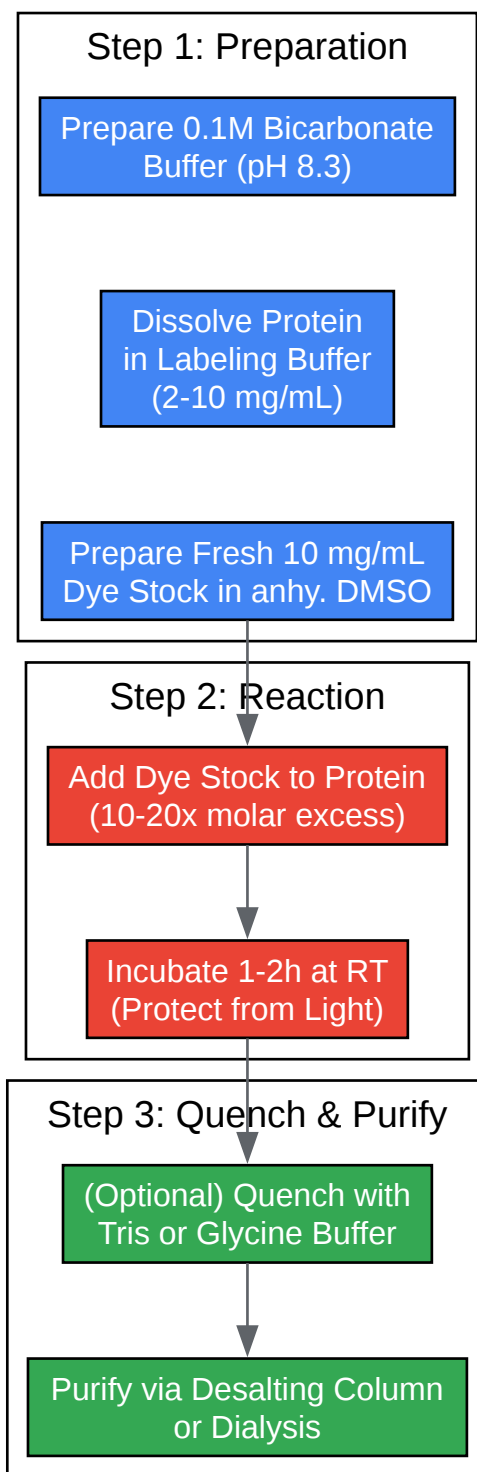 Step 1: Preparation
Prepare 0.1M Bicarbonate
Buffer (pH 8.3)
Dissolve Protein
in Labeling Buffer
(2-10 mg/mL)
Prepare Fresh 10 mg/mL
Dye Stock in anhy. DMSO
Step 2: Reaction
Add Dye Stock to Protein
(10-20x molar excess)
Incubate 1-2h at RT
(Protect from Light)
Step 3: Quench & Purify
(Optional) Quench with
Tris or Glycine Buffer
Purify via Desalting Column
or Dialysis